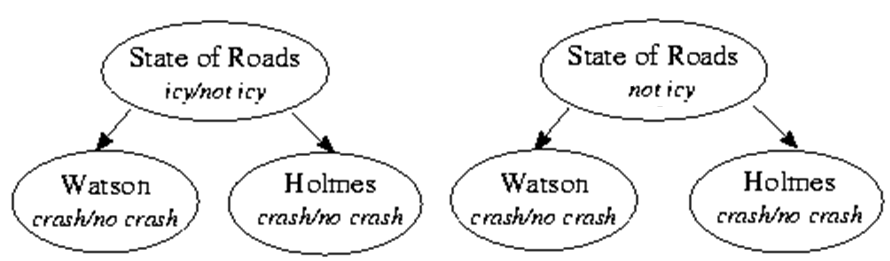 State of Roads
icy/not icy
Watson
crash/no crash
Holmes
crash/no crash
State of Roads
not icy
Watson
crash/no crash
Holmes
crash/no crash